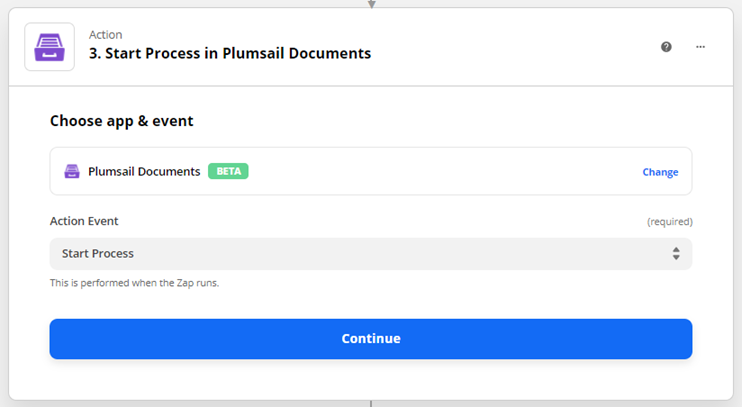 Action
3. Start Process in Plumsail Documents
Choose app & event
Plumsail Documents BETA Change
Action Event (required)
Start Process
This is performed when the Zap runs.
Continue